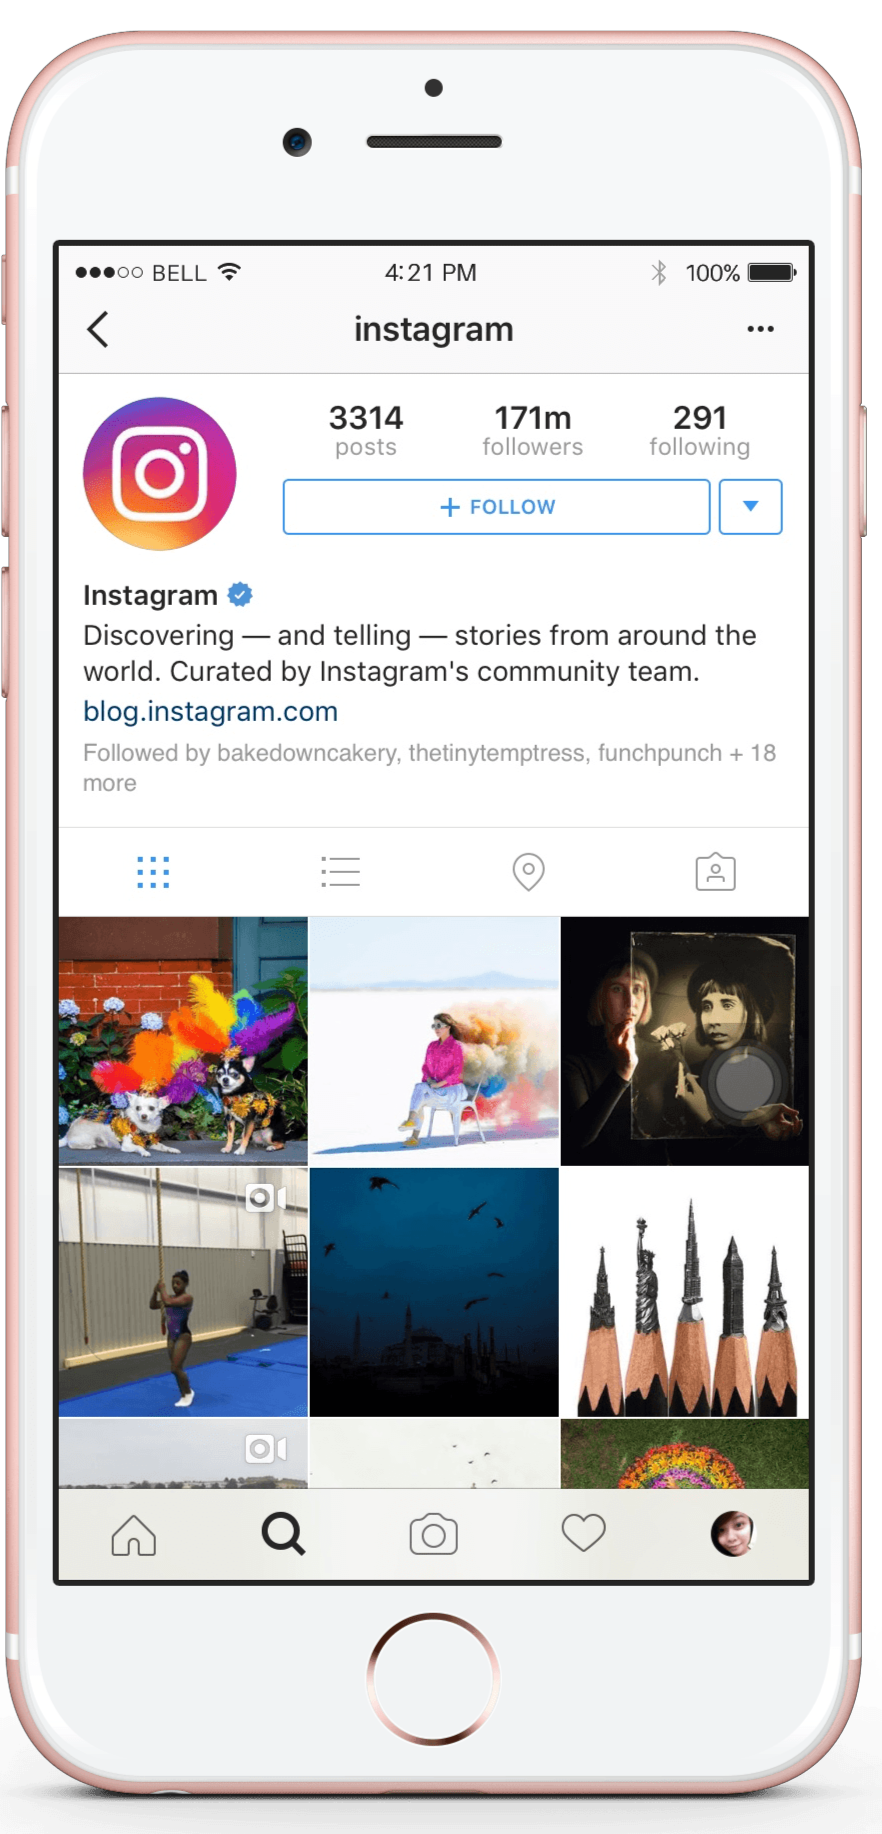 BELL 4:21 PM 100%
instagram
3314 171m 291
posts followers following
+ FOLLOW
Instagram
Discovering — and telling — stories from around the
world. Curated by Instagram's community team.
blog.instagram.com
Followed by bakedowncakery, thetinytemptress, funchpunch + 18
more